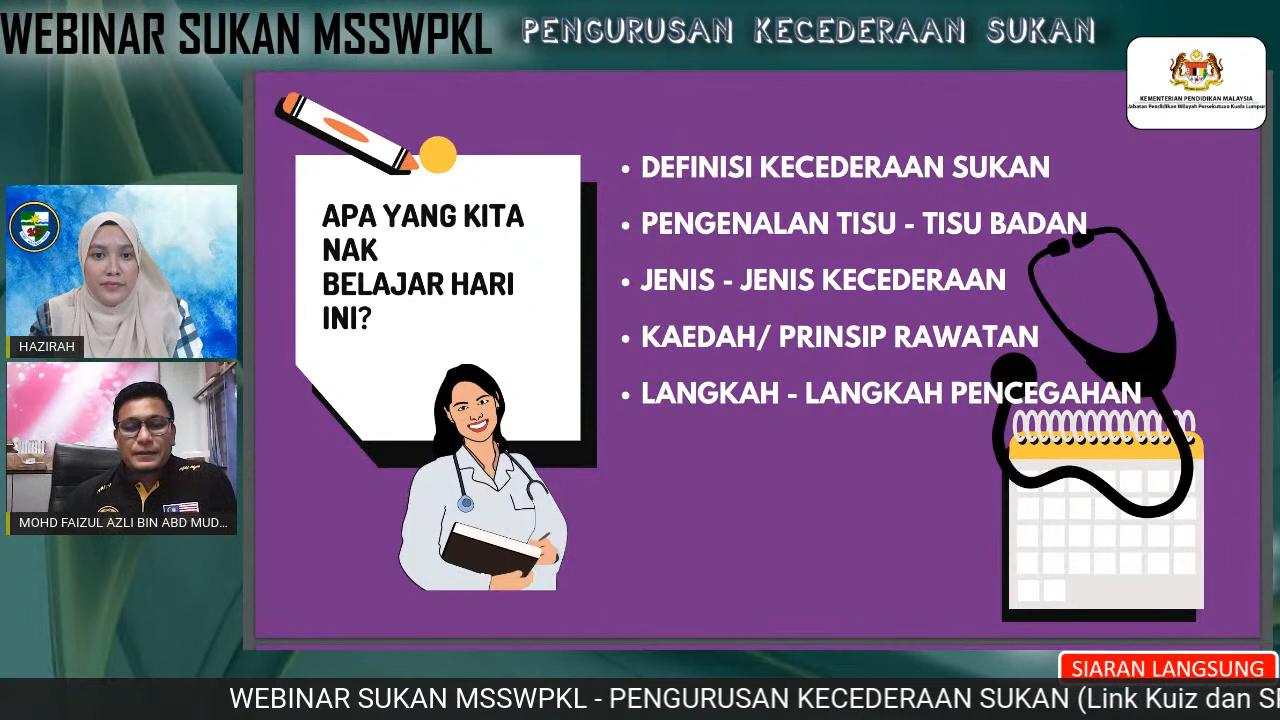 WEBINAR SUKAN MSSWPKL
PENGURUSAN KECEDERAAN SUKAN
KEMENTERIAN PENDIDIKAN MALAYSIA
Jabatan Pendidikan Wilayah Persekutuan Kuala Lumpur
APA YANG KITA
NAK
BELAJAR HARI
INI?
• DEFINISI KECEDERAAN SUKAN
• PENGENALAN TISU - TISU BADAN
• JENIS - JENIS KECEDERAAN
• KAEDAH/ PRINSIP RAWATAN
• LANGKAH - LANGKAH PENCEGAHAN
HAZIRAH
MOHD FAIZUL AZLI BIN ABD MUD...
SIARAN LANGSUNG
WEBINAR SUKAN MSSWPKL - PENGURUSAN KECEDERAAN SUKAN (Link Kuiz dan